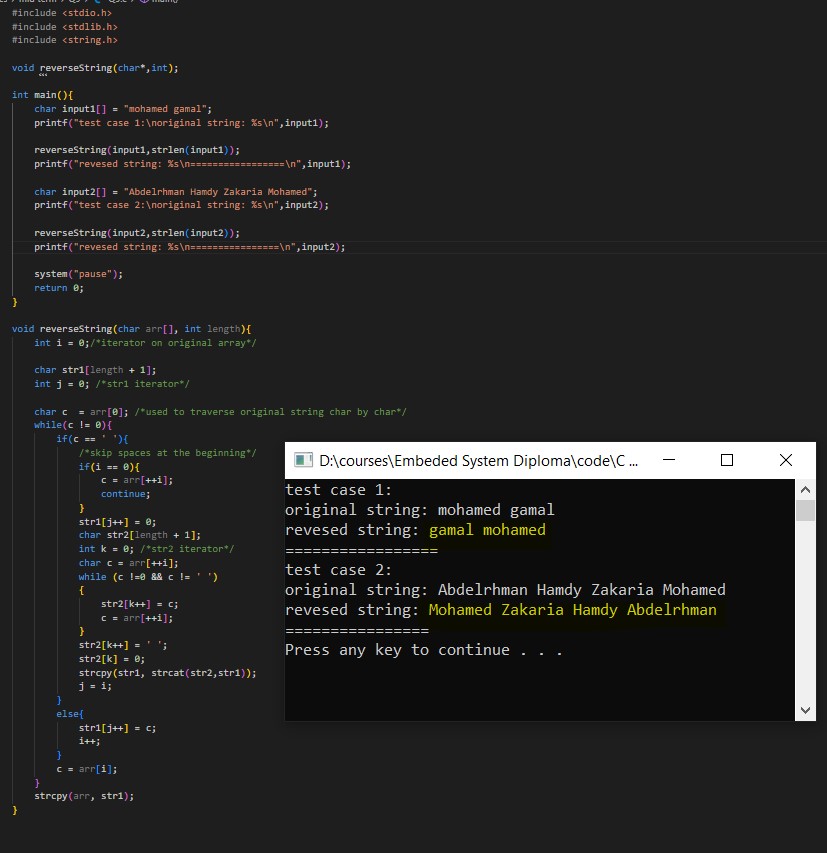 #include <stdio.h>
#include <stdlib.h>
#include <string.h>
void reverseString(char*,int);
int main(){
char input1[] = "mohamed gamal";
printf("test case 1:\noriginal string: %s\n",input1);
reverseString(input1,strlen(input1));
printf("revesed string: %s\n=================\n",input1);
char input2[] = "Abdelrhman Hamdy Zakaria Mohamed";
printf("test case 2:\noriginal string: %s\n",input2);
reverseString(input2,strlen(input2));
printf("revesed string: %s\n================\n",input2);
system("pause");
return 0;
}
void reverseString(char arr[], int length){
int i = 0;/*iterator on original array*/
char str1[length + 1];
int j = 0; /*str1 iterator*/
char c  = arr[0]; /*used to traverse original string char by char*/
while(c != 0){
if(c == ' '){
/*skip spaces at the beginning*/
if(i == 0){
c = arr[++i];
continue;
}
str1[j++] = 0;
char str2[length + 1];
int k = 0; /*str2 iterator*/
char c = arr[++i];
while (c !=0 && c != ' ')
{
str2[k++] = c;
c = arr[++i];
}
str2[k++] = ' ';
str2[k] = 0;
strcpy(str1, strcat(str2,str1));
j = i;
}
else{
str1[j++] = c;
i++;
}
c = arr[i];
}
strcpy(arr, str1);
}
D:\courses\Embeded System Diploma\code\C ...
test case 1:
original string: mohamed gamal
revesed string: gamal mohamed
=================
test case 2:
original string: Abdelrhman Hamdy Zakaria Mohamed
revesed string: Mohamed Zakaria Hamdy Abdelrhman
================
Press any key to continue . . .